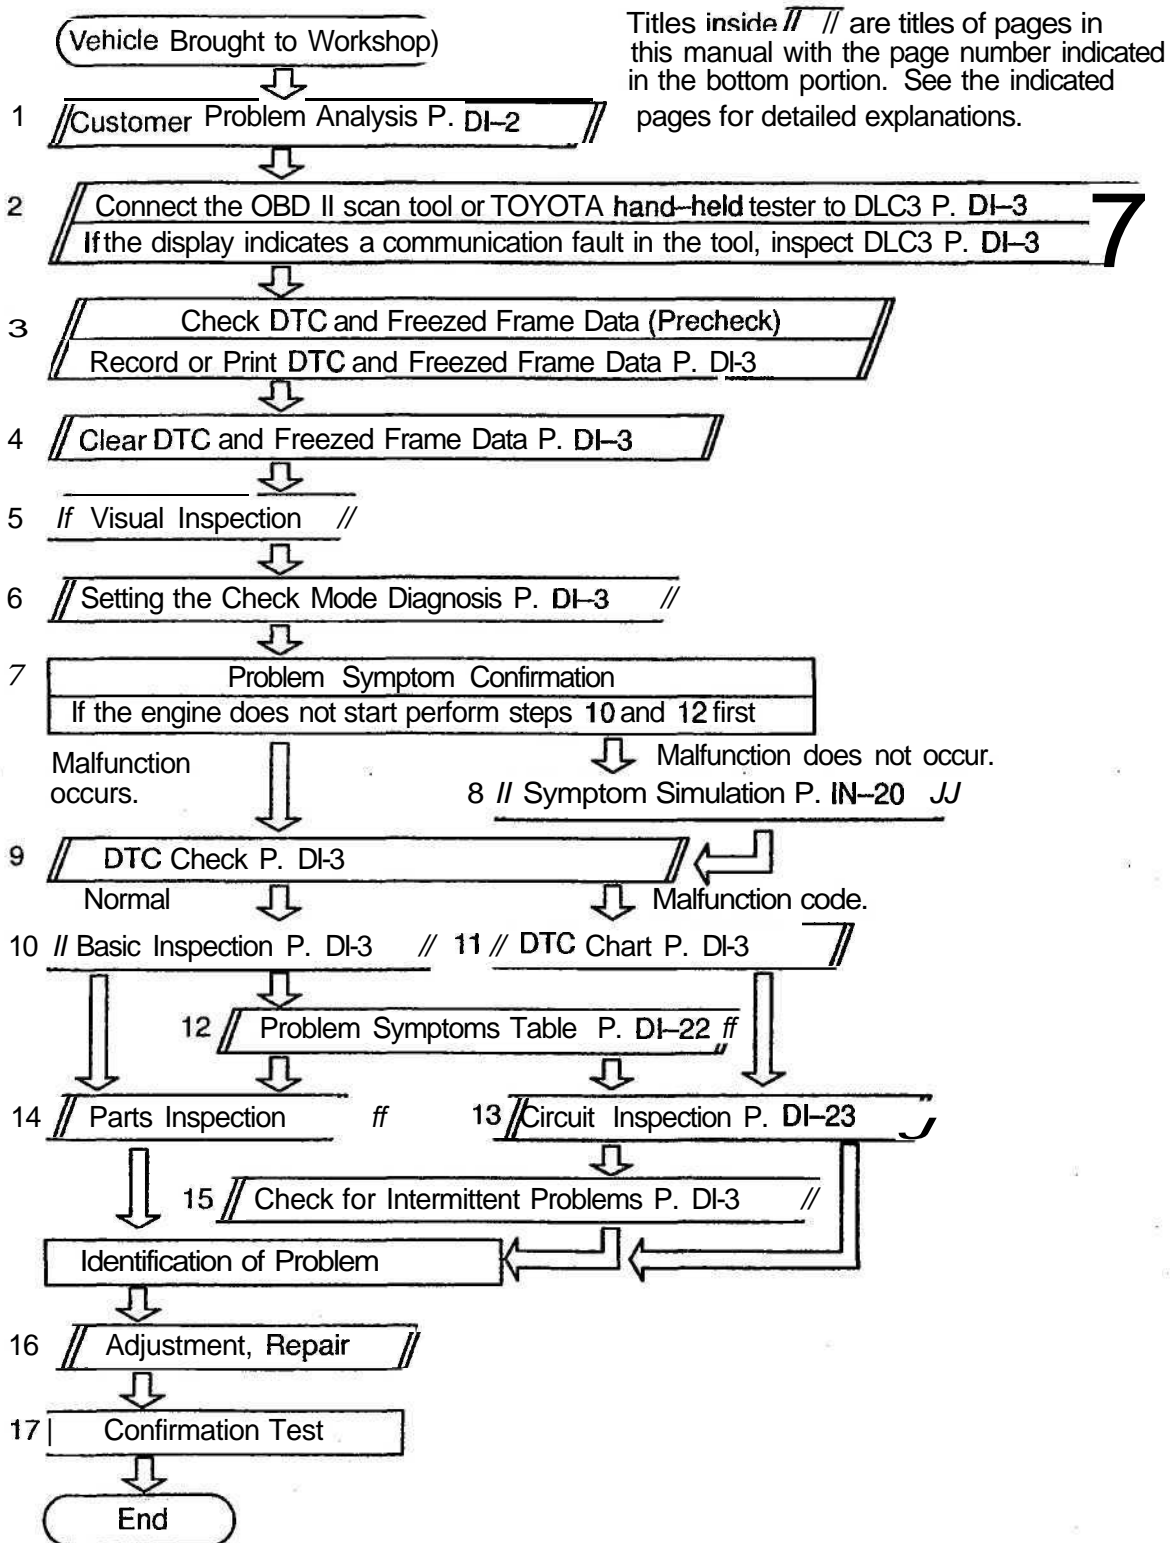 Vehicle Brought to Workshop)
Titles inside // // are titles of pages in
this manual with the page number indicated
in the bottom portion. See the indicated
pages for detailed explanations.
1 //Customer Problem Analysis P. DI–2 //
2 // Connect the OBD II scan tool or TOYOTA hand–held tester to DLC3 P. DI–3 7
If the display indicates a communication fault in the tool, inspect DLC3 P. DI–3
3 // Check DTC and Freezed Frame Data (Precheck) //
Record or Print DTC and Freezed Frame Data P. DI-3
4 // Clear DTC and Freezed Frame Data P. DI–3 //
5 If Visual Inspection //
6 // Setting the Check Mode Diagnosis P. DI–3 //
7 Problem Symptom Confirmation
If the engine does not start perform steps 10 and 12 first
Malfunction
occurs.
Malfunction does not occur.
8 // Symptom Simulation P. IN–20 JJ
9 // DTC Check P. DI-3 //
Normal
Malfunction code.
10 // Basic Inspection P. DI-3 //
11 // DTC Chart P. DI-3 //
12 // Problem Symptoms Table P. DI–22 ff
14 // Parts Inspection ff
13 //Circuit Inspection P. DI–23 J
15 // Check for Intermittent Problems P. DI-3 //
Identification of Problem
16 // Adjustment, Repair //
17 | Confirmation Test
End